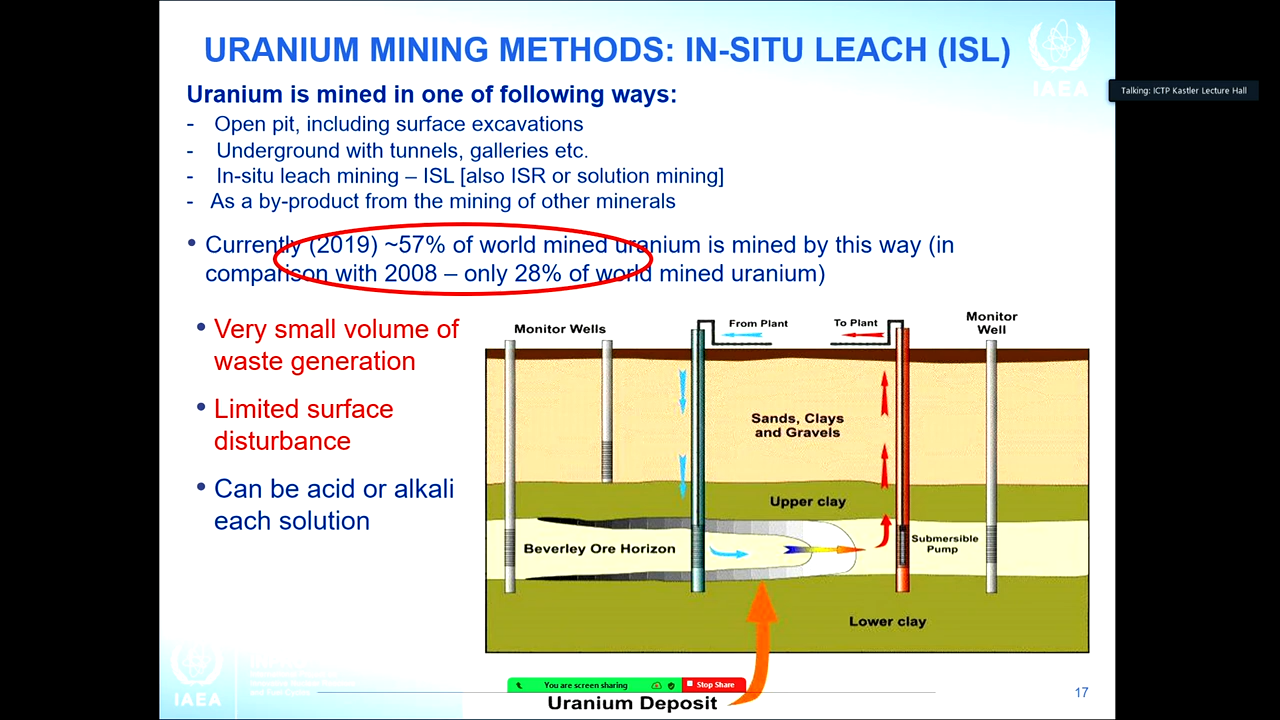 URANIUM MINING METHODS: IN-SITU LEACH (ISL)
IAEA
Talking: ICTP Kastler Lecture Hall
Uranium is mined in one of following ways:
- Open pit, including surface excavations
- Underground with tunnels, galleries etc.
- In-situ leach mining – ISL [also ISR or solution mining]
- As a by-product from the mining of other minerals
• Currently (2019) ~57% of world mined uranium is mined by this way (in
comparison with 2008 – only 28% of world mined uranium)
• Very small volume of
waste generation
• Limited surface
disturbance
• Can be acid or alkali
each solution
Monitor Wells
From Plant
To Plant
Monitor
Well
Sands, Clays
and Gravels
Upper clay
Beverley Ore Horizon
Submersible
Pump
Lower clay
IAEA
You are screen sharing
Stop Share
Uranium Deposit
17